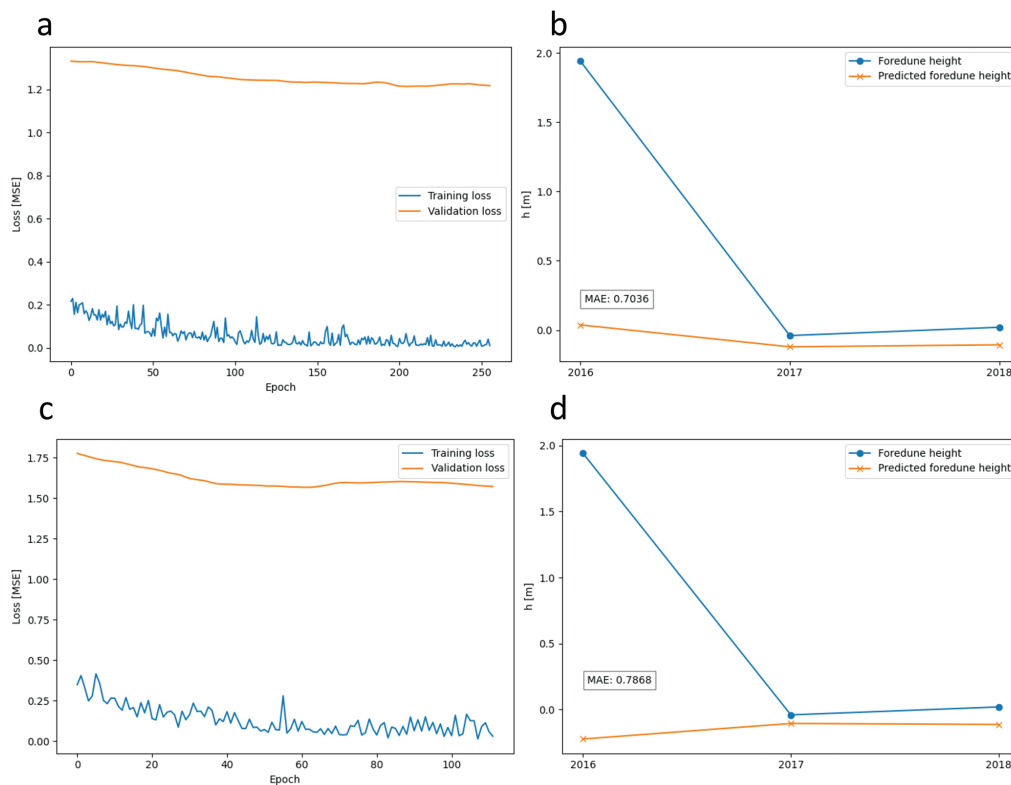 a
1.2
1.0
0.8
0.6
0.4
0.2
0.0
Loss [MSE]
Training loss
Validation loss
0
50
100
150
200
250
Epoch
b
2.0
1.5
1.0
0.5
0.0
h [m]
Foredune height
Predicted foredune height
MAE: 0.7036
2016
2017
2018
c
1.75
1.50
1.25
1.00
0.75
0.50
0.25
0.00
Loss [MSE]
Training loss
Validation loss
0
20
40
60
80
100
Epoch
d
2.0
1.5
1.0
0.5
0.0
h [m]
Foredune height
Predicted foredune height
MAE: 0.7868
2016
2017
2018